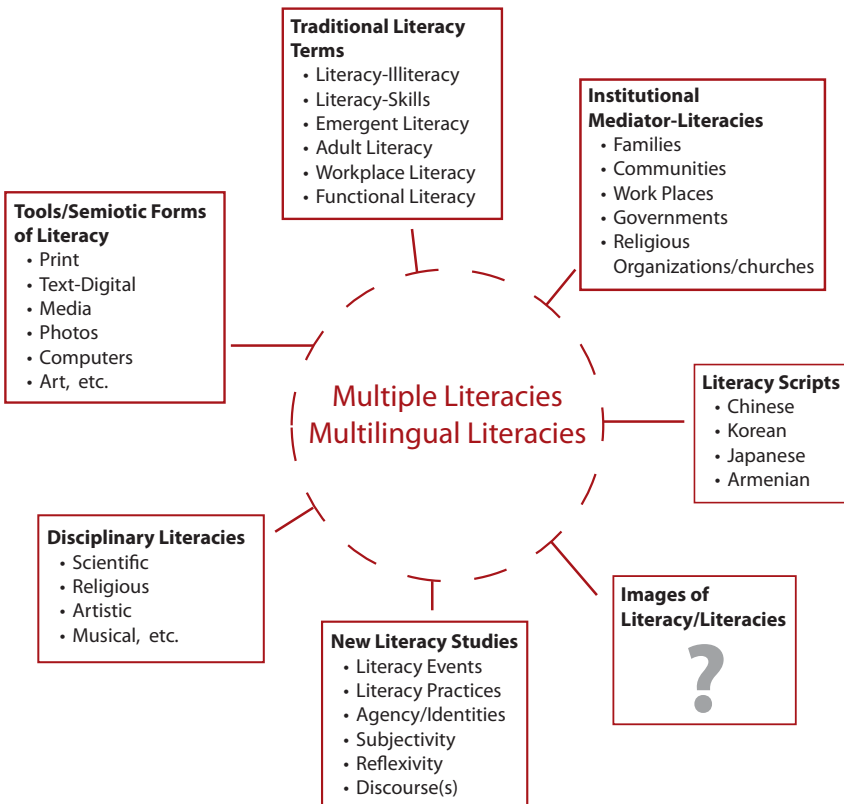 Traditional Literacy
Terms
• Literacy-Illiteracy
• Literacy-Skills
• Emergent Literacy
• Adult Literacy
• Workplace Literacy
• Functional Literacy
Institutional
Mediator-Literacies
• Families
• Communities
• Work Places
• Governments
• Religious
Organizations/churches
Tools/Semiotic Forms
of Literacy
• Print
• Text-Digital
• Media
• Photos
• Computers
• Art, etc.
Multiple Literacies
Multilingual Literacies
Literacy Scripts
• Chinese
• Korean
• Japanese
• Armenian
Disciplinary Literacies
• Scientific
• Religious
• Artistic
• Musical, etc.
New Literacy Studies
• Literacy Events
• Literacy Practices
• Agency/Identities
• Subjectivity
• Reflexivity
• Discourse(s)
Images of
Literacy/Literacies
?